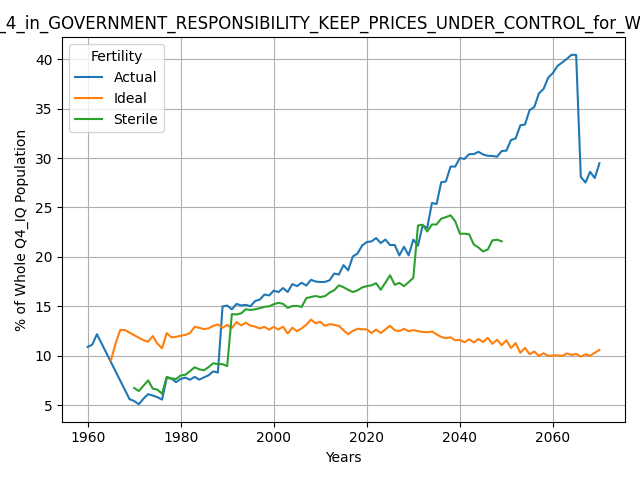 _4_in_GOVERNMENT_RESPONSIBILITY_KEEP_PRICES_UNDER_CONTROL_for_W
Fertility
Actual
Ideal
Sterile
% of Whole Q4_IQ Population
40
35
30
25
20
15
10
5
1960 1980 2000 2020 2040 2060
Years